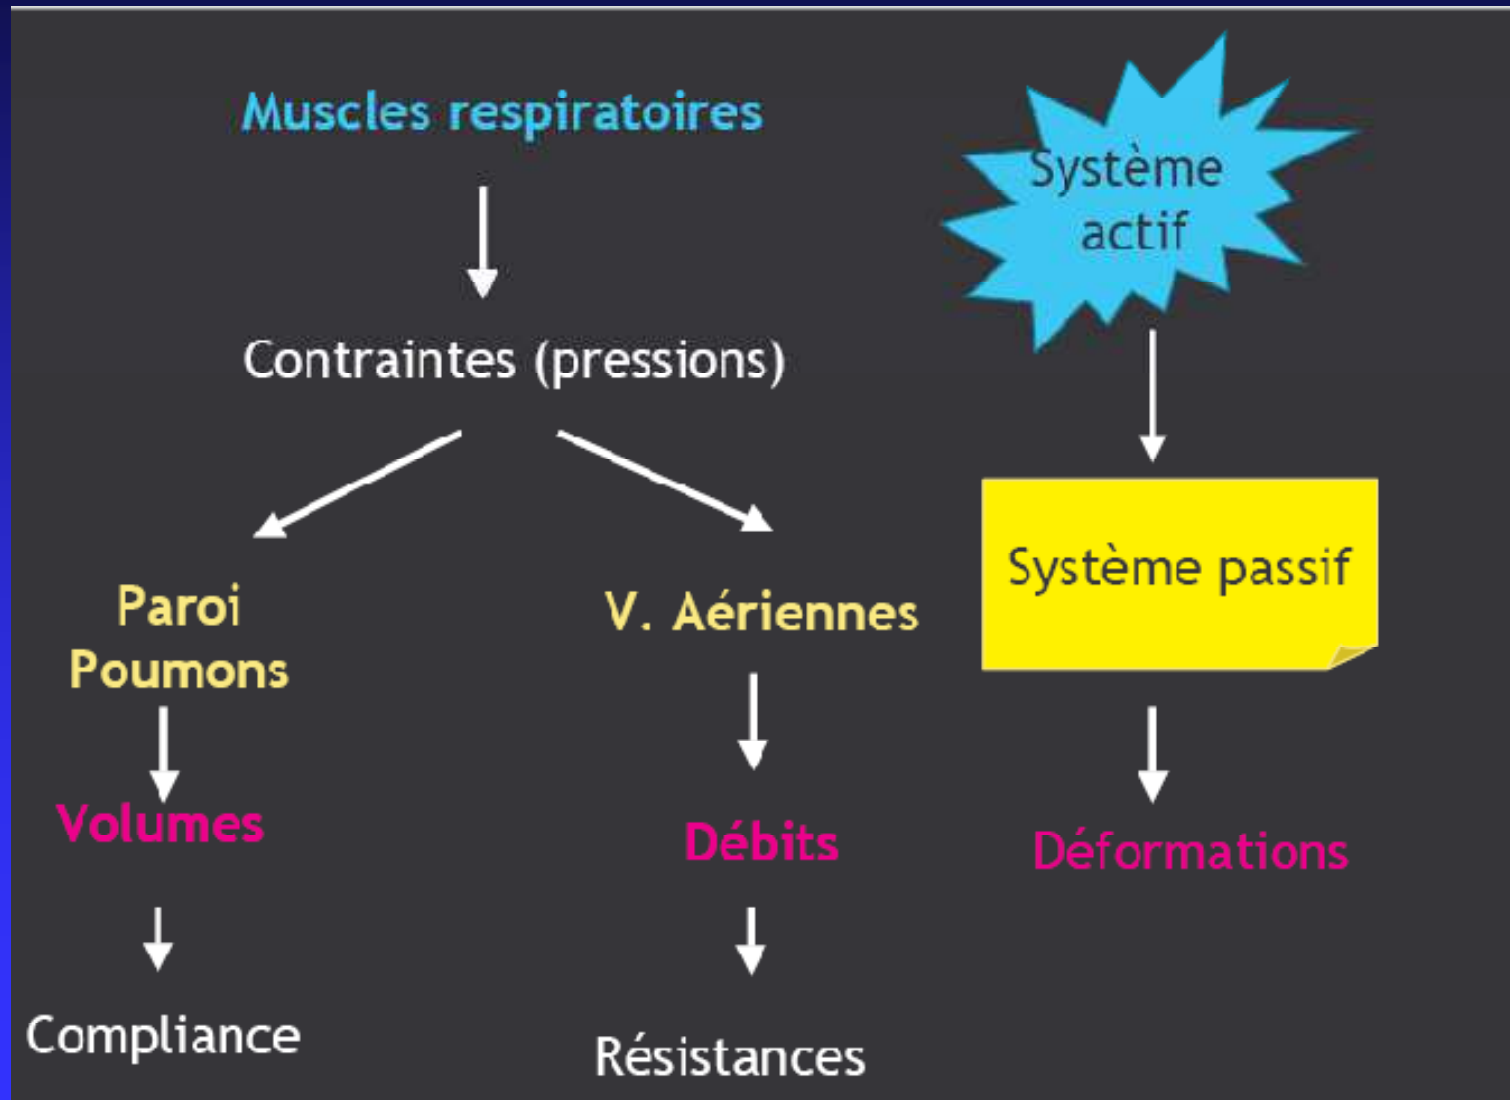 Muscles respiratoires
Système
actif
Contraintes (pressions)
Système passif
Paroi
Poumons
V. Aériennes
Volumes
Débits
Déformations
Compliance
Résistances